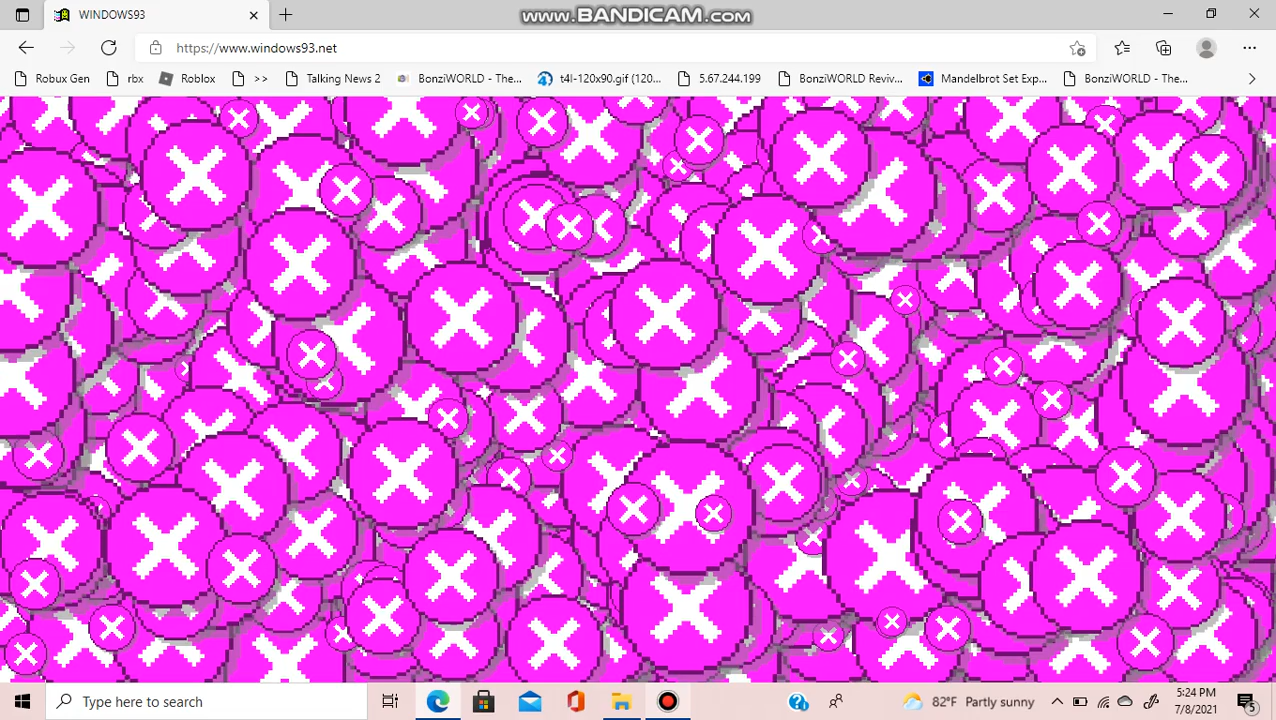 WINDOWS93
www.BANDICAM.com
https://www.windows93.net
Robux Gen
rbx
Roblox
>>
Talking News 2
BonziWORLD - The...
t4l-120x90.gif (120...
5.67.244.199
BonziWORLD Reviv...
Mandelbrot Set Exp...
BonziWORLD - The...
Type here to search
82°F Partly sunny
5:24 PM
7/8/2021
5